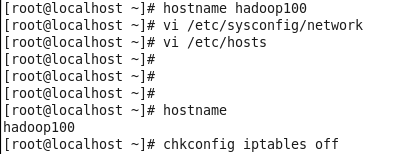 [root@localhost ~]# hostname hadoop100
[root@localhost ~]# vi /etc/sysconfig/network
[root@localhost ~]# vi /etc/hosts
[root@localhost ~]#
[root@localhost ~]#
[root@localhost ~]#
[root@localhost ~]# hostname
hadoop100
[root@localhost ~]# chkconfig iptables off